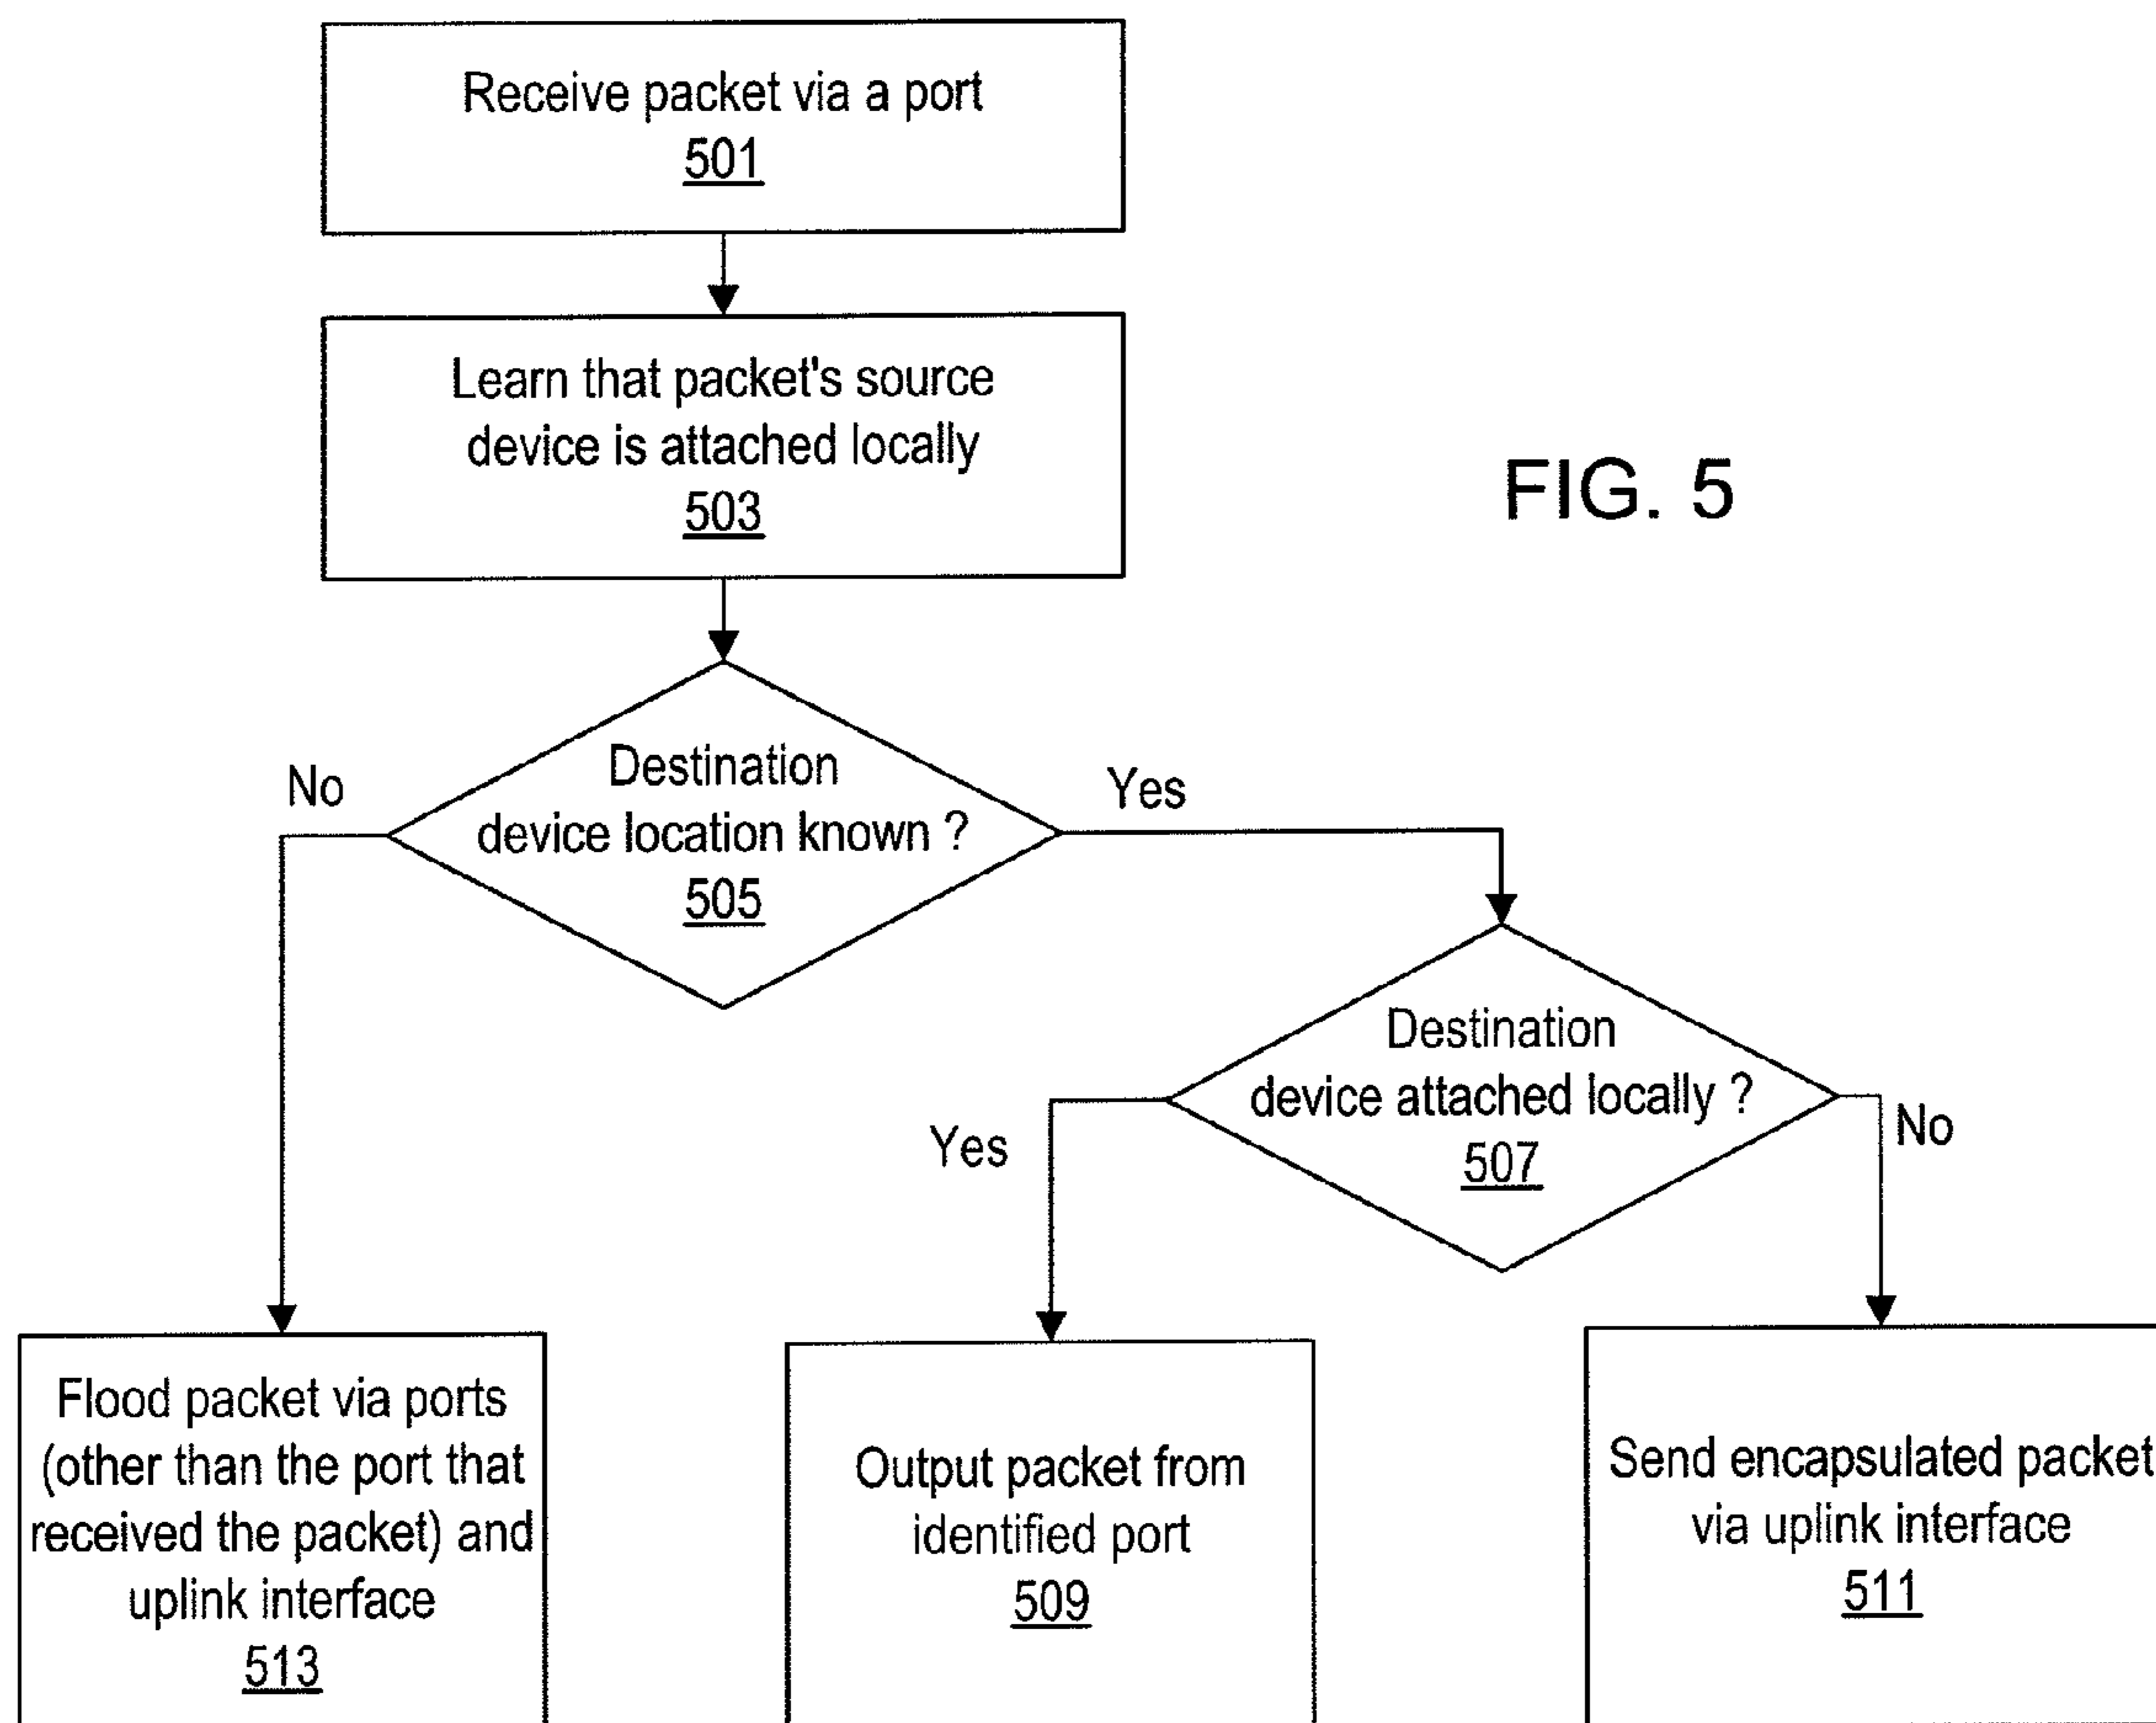 Receive packet via a port
501
Learn that packet's source
device is attached locally
503
FIG. 5
Destination
device location known ?
505
No
Yes
Destination
device attached locally ?
507
Yes
No
Flood packet via ports
(other than the port that
received the packet) and
uplink interface
513
Output packet from
identified port
509
Send encapsulated packet
via uplink interface
511